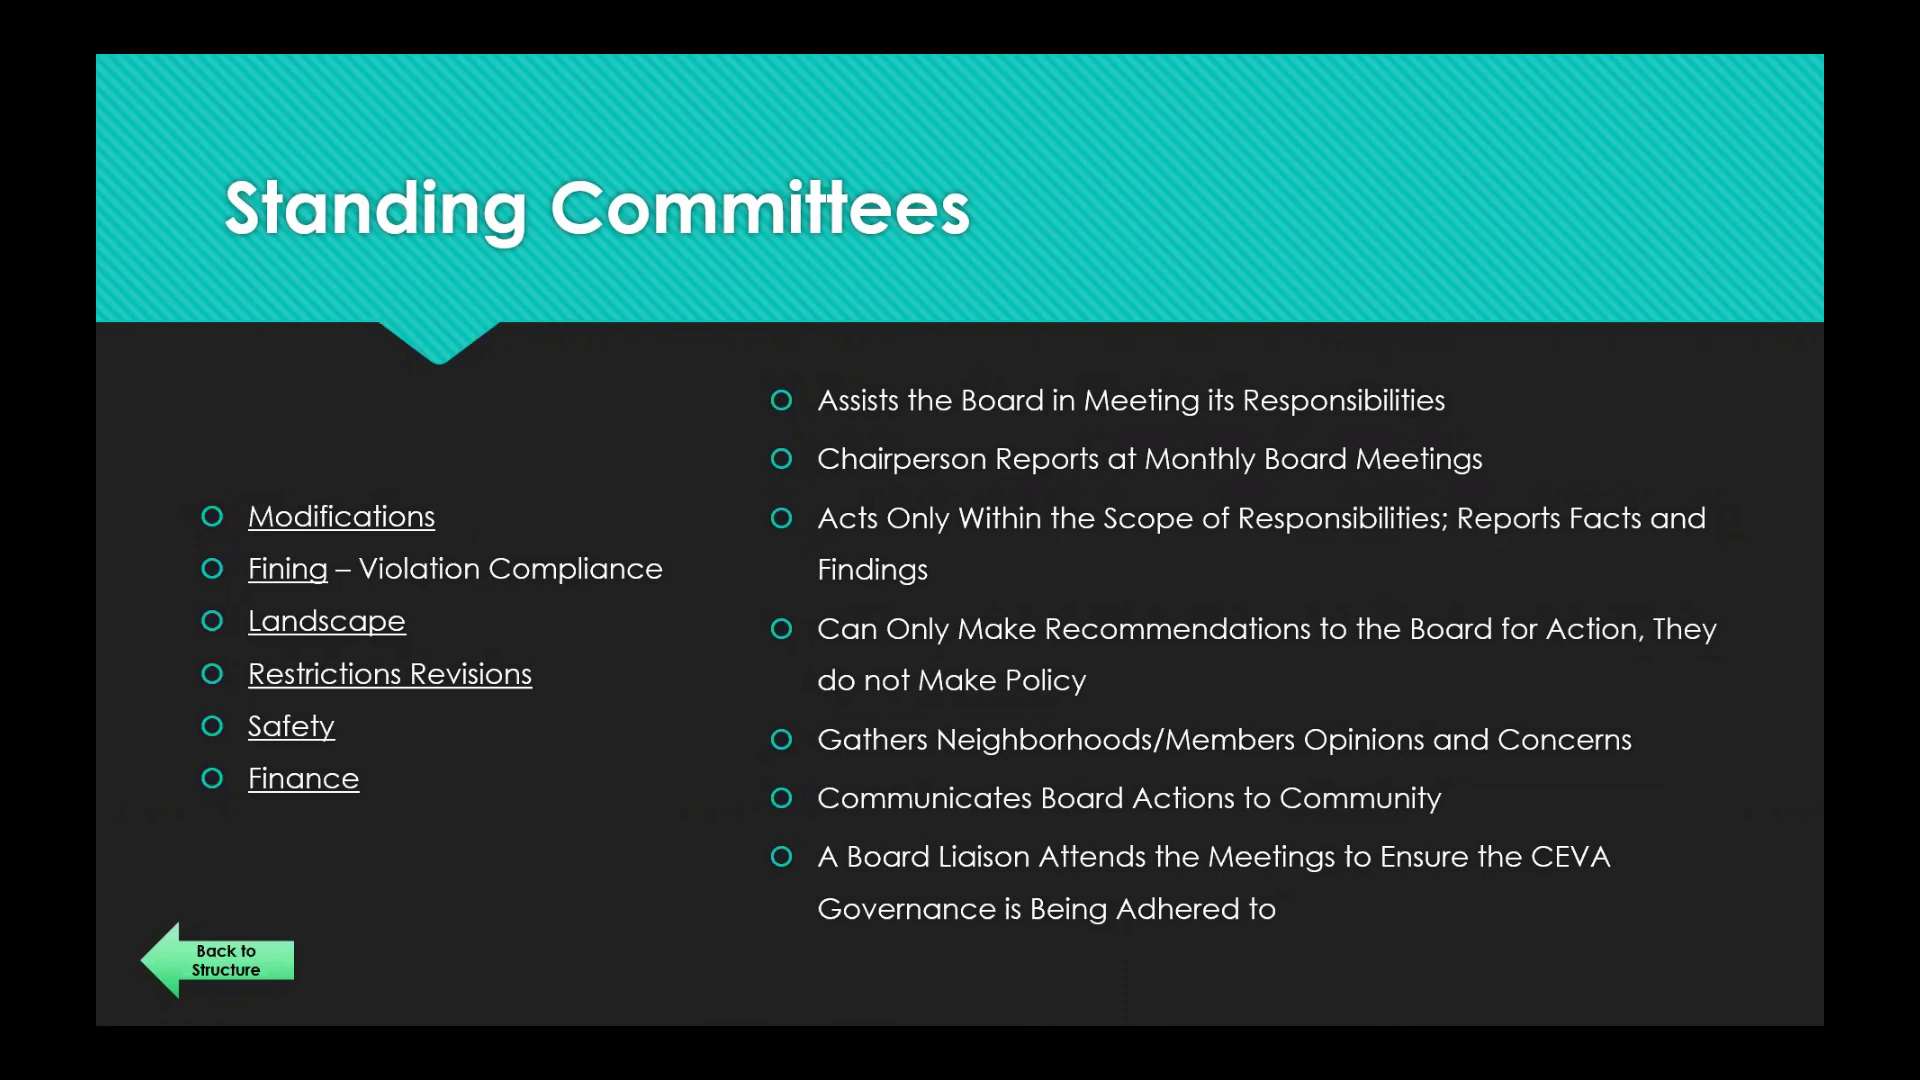 Standing Committees
Modifications
Fining – Violation Compliance
Landscape
Restrictions Revisions
Safety
Finance
Assists the Board in Meeting its Responsibilities
Chairperson Reports at Monthly Board Meetings
Acts Only Within the Scope of Responsibilities; Reports Facts and
Findings
Can Only Make Recommendations to the Board for Action, They
do not Make Policy
Gathers Neighborhoods/Members Opinions and Concerns
Communicates Board Actions to Community
A Board Liaison Attends the Meetings to Ensure the CEVA
Governance is Being Adhered to
Back to
Structure